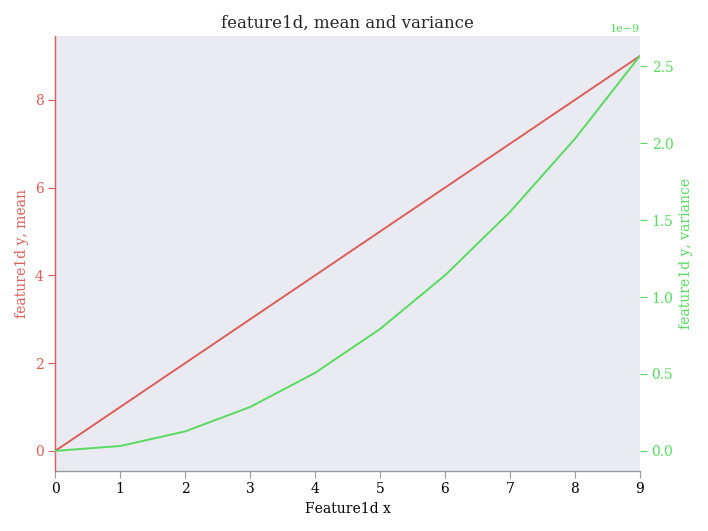 feature1d, mean and variance
1e−9
8
6
4
2
0
feature1d y, mean
2.5
2.0
1.5
1.0
0.5
0.0
feature1d y, variance
0 1 2 3 4 5 6 7 8 9
Feature1d x